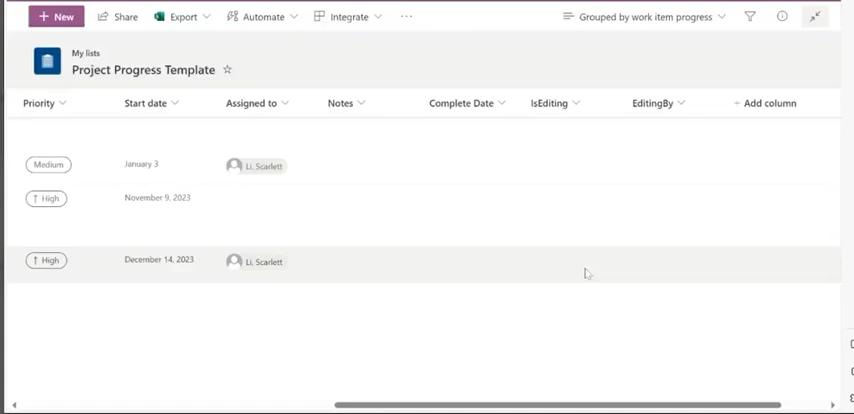 + New Share Export Automate Integrate ... Grouped by work item progress
My lists
Project Progress Template
Priority Start date Assigned to Notes Complete Date IsEditing EditingBy + Add column
Medium January 3 Li, Scarlett
↑ High November 9, 2023
↑ High December 14, 2023 Li, Scarlett